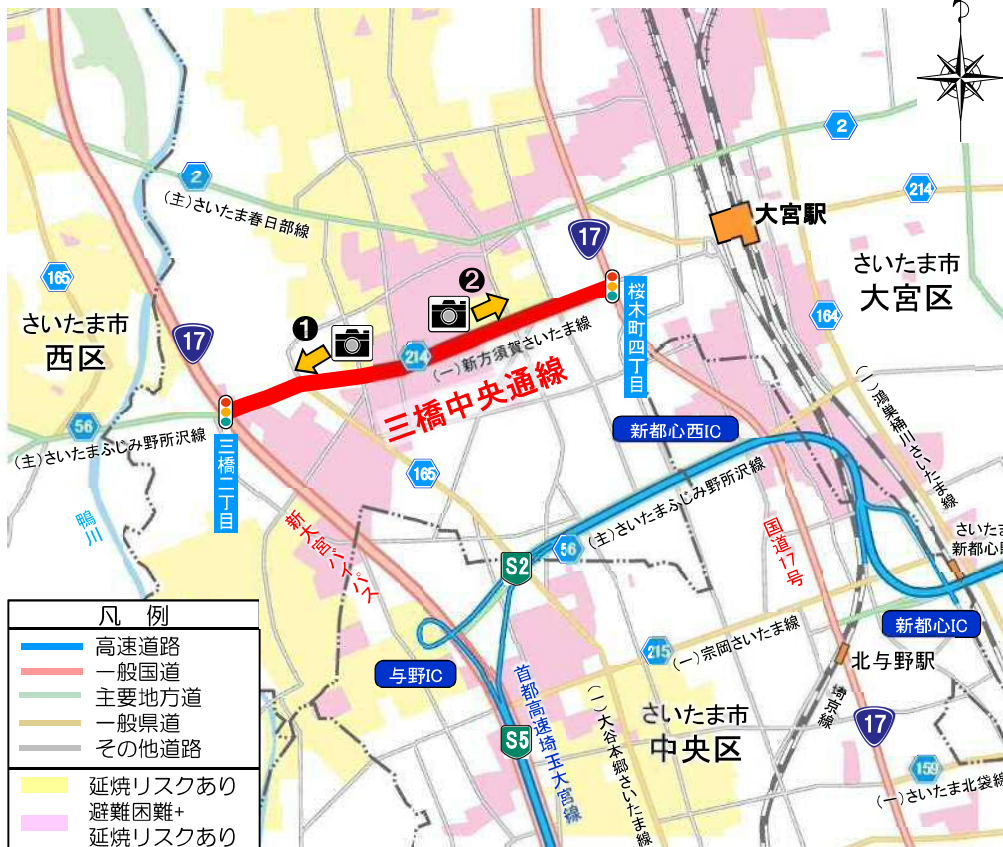 2
2
(主)さいたま春日部線
214
大宮駅
17
165
さいたま市
大宮区
さいたま市
西区
17
❶
❷
桜木町四丁目
164
214
(一)新方須賀さいたま線
三橋中央通線
56
(主)さいたまふじみ野所沢線
三橋二丁目
新都心西IC
(一)鴻巣桶川さいたま線
165
鴨川
新大宮バイパス
(主)さいたまふじみ野所沢線
56
S2
国道17号
さいた
新都心
凡 例
高速道路
一般国道
主要地方道
一般県道
その他道路
延焼リスクあり
避難困難+
延焼リスクあり
新都心IC
215
(一)宗岡さいたま線
北与野駅
与野IC
首都高速埼玉大宮線
(一)大谷本郷さいたま線
さいたま市
中央区
埼京線
17
S5
159
(一)さいたま北袋線